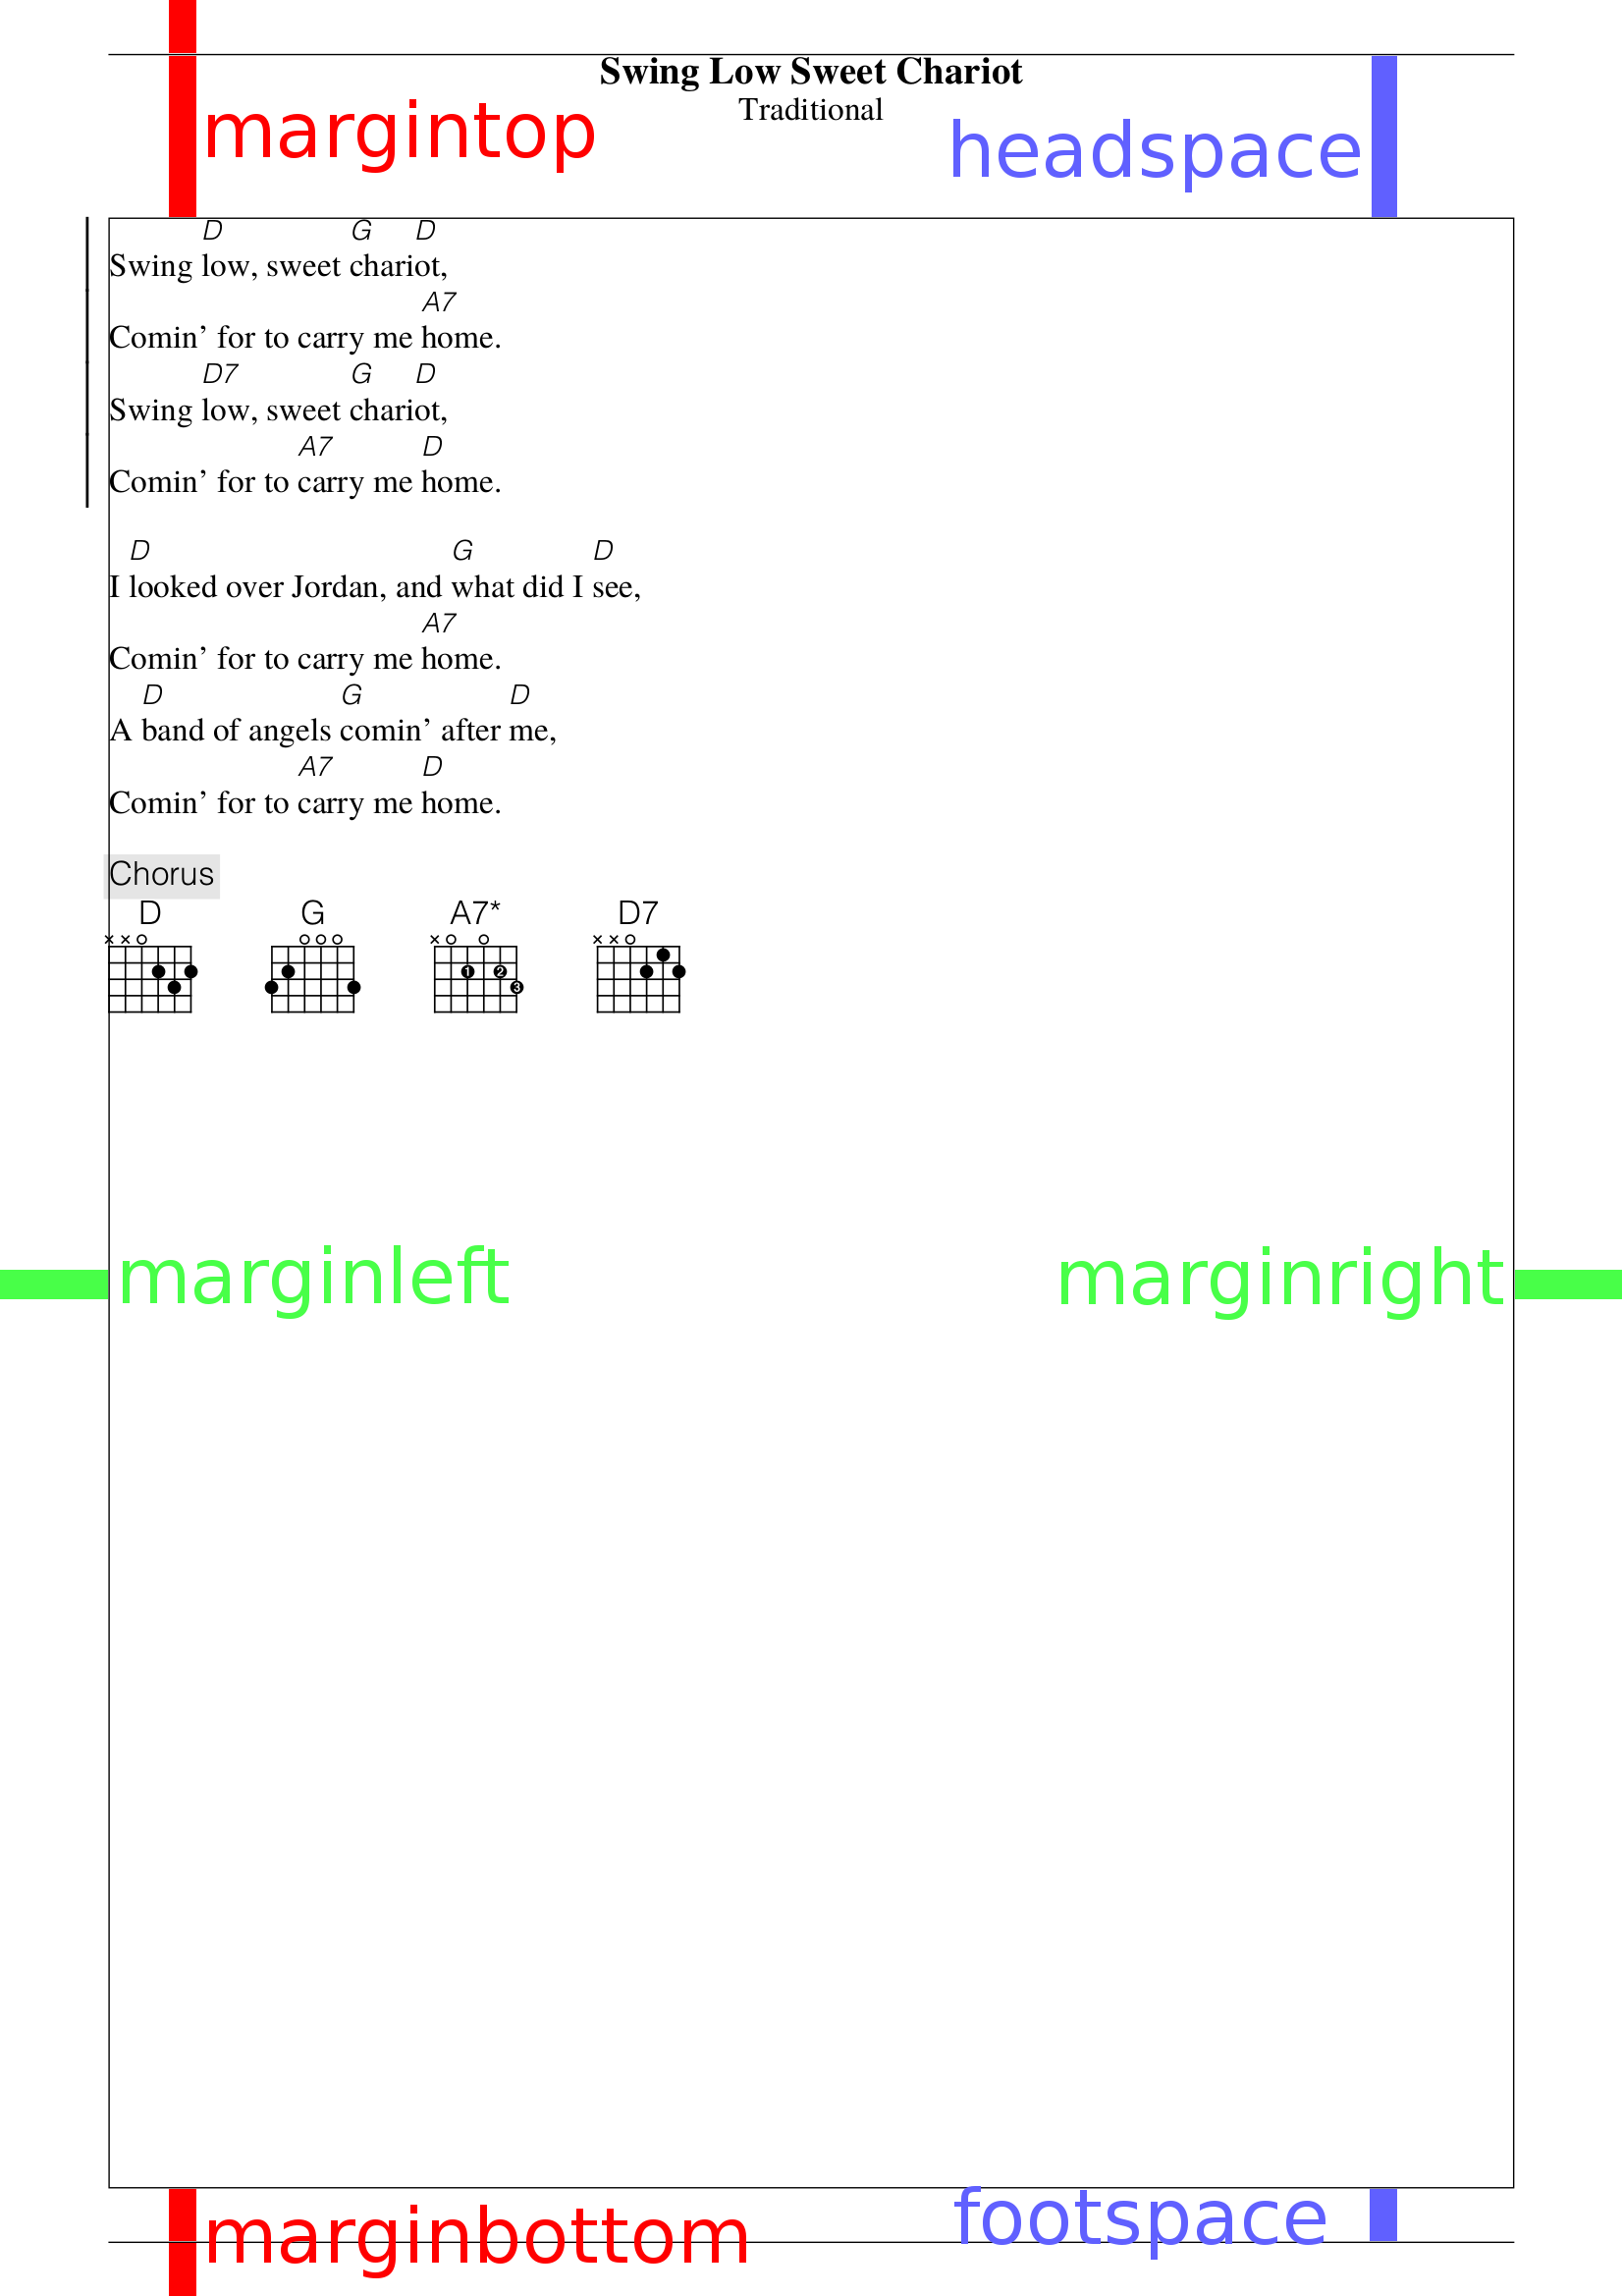 Swing Low Sweet Chariot
Traditional
margintop
headspace
D G D
Swing low, sweet chariot,
A7
Comin’ for to carry me home.
D7 G D
Swing low, sweet chariot,
A7 D
Comin’ for to carry me home.
D G D
I looked over Jordan, and what did I see,
A7
Comin’ for to carry me home.
D G D
A band of angels comin’ after me,
A7 D
Comin’ for to carry me home.
Chorus
D G A7* D7
× × × × ×
1 2
3
marginleft marginright
footspace
marginbottom